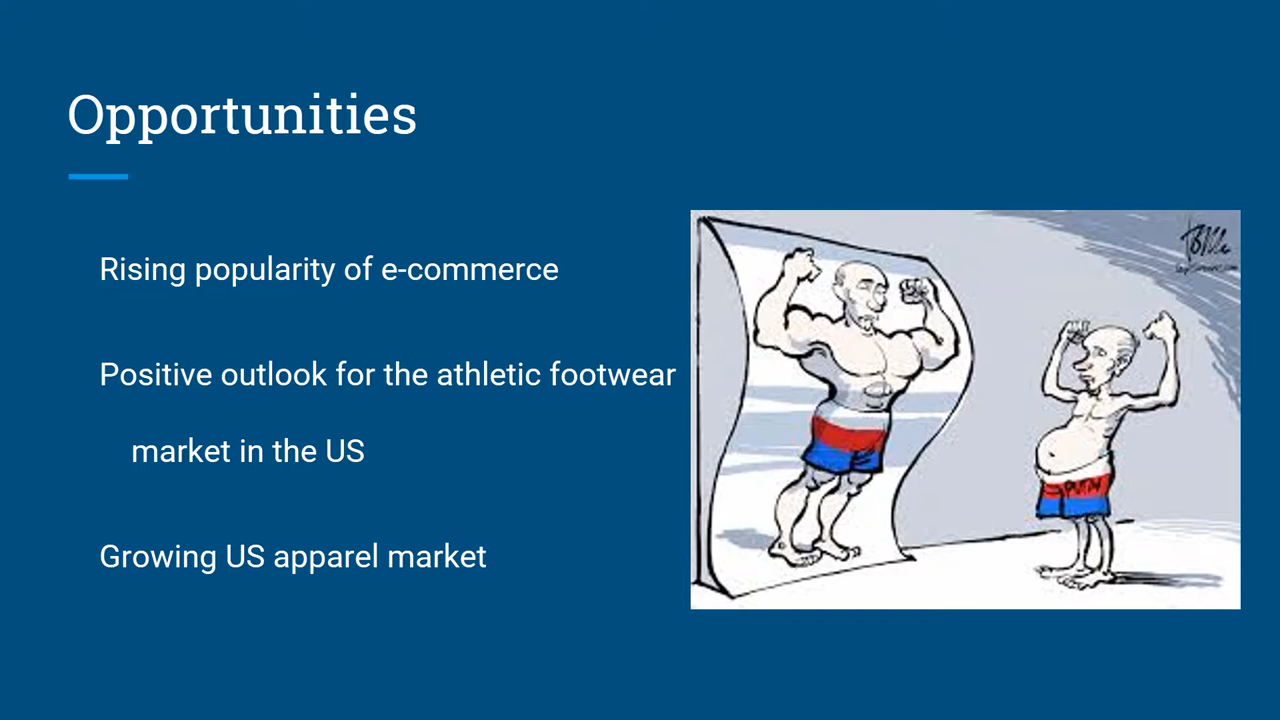 Opportunities
Rising popularity of e-commerce
Positive outlook for the athletic footwear
market in the US
Growing US apparel market
PUTIN